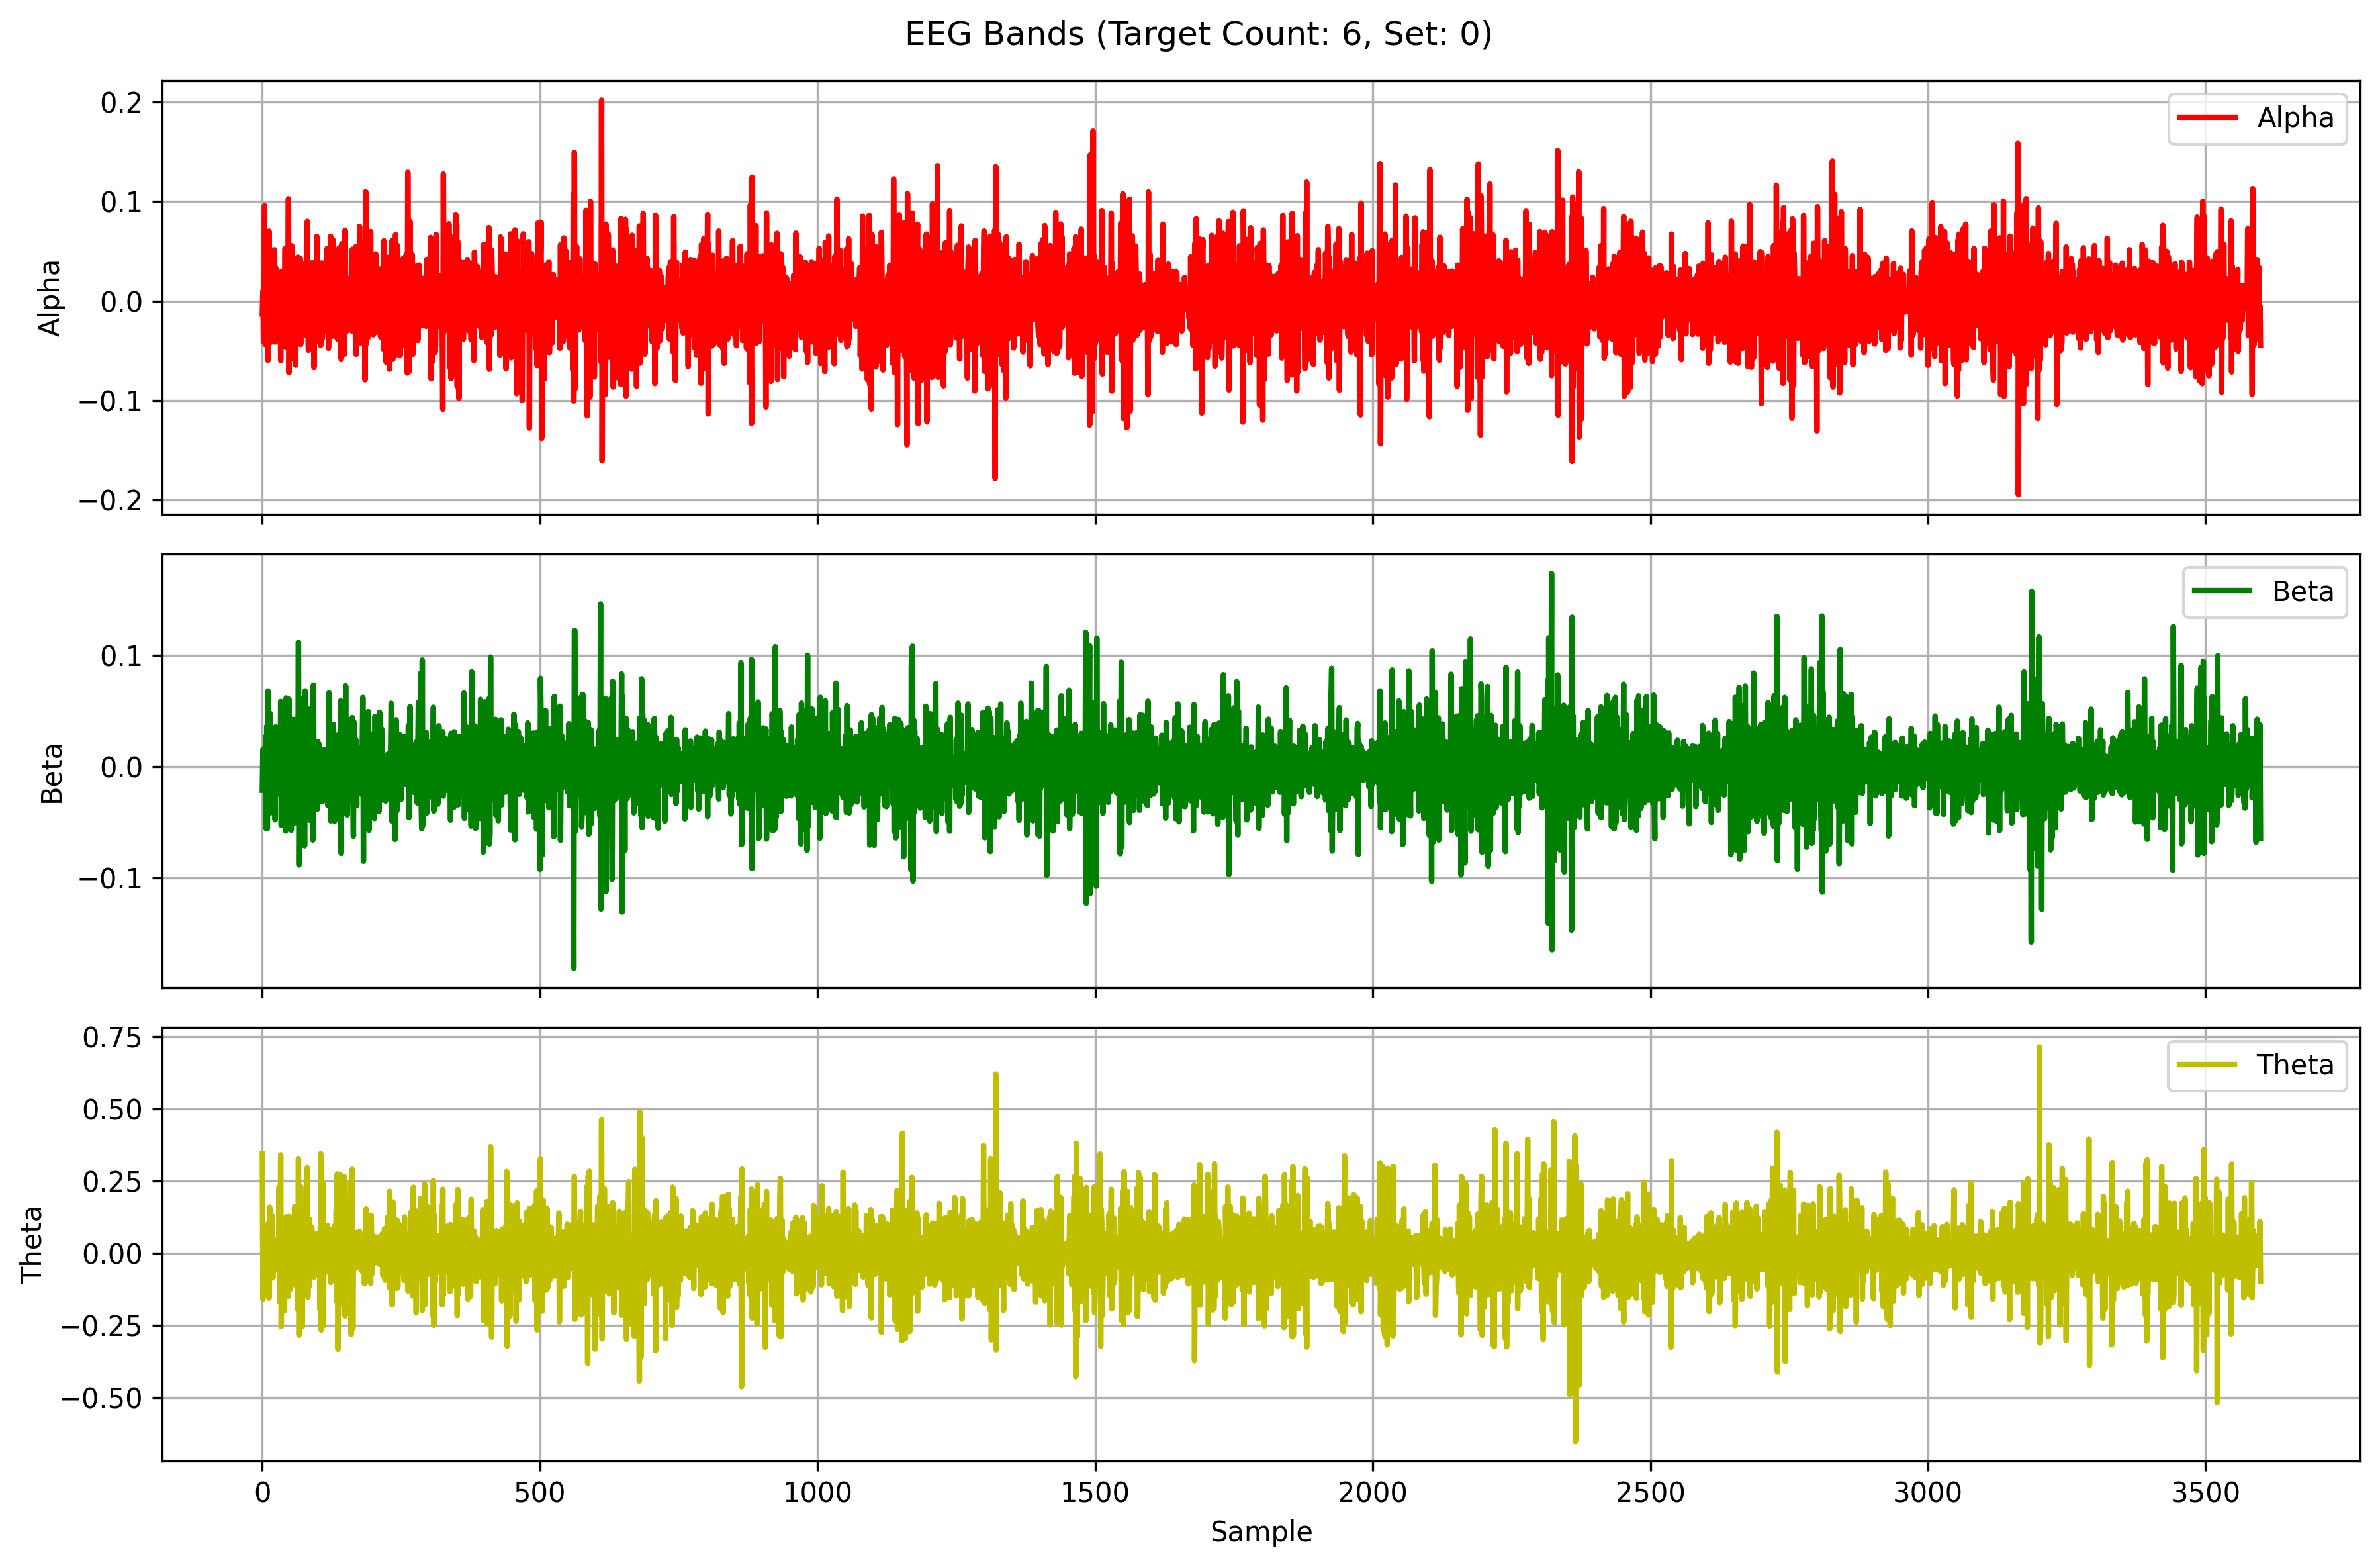 EEG Bands (Target Count: 6, Set: 0)
0.2
0.1
0.0
−0.1
−0.2
Alpha
Alpha
0.1
0.0
−0.1
Beta
Beta
0.75
0.50
0.25
0.00
−0.25
−0.50
Theta
Theta
0 500 1000 1500 2000 2500 3000 3500
Sample